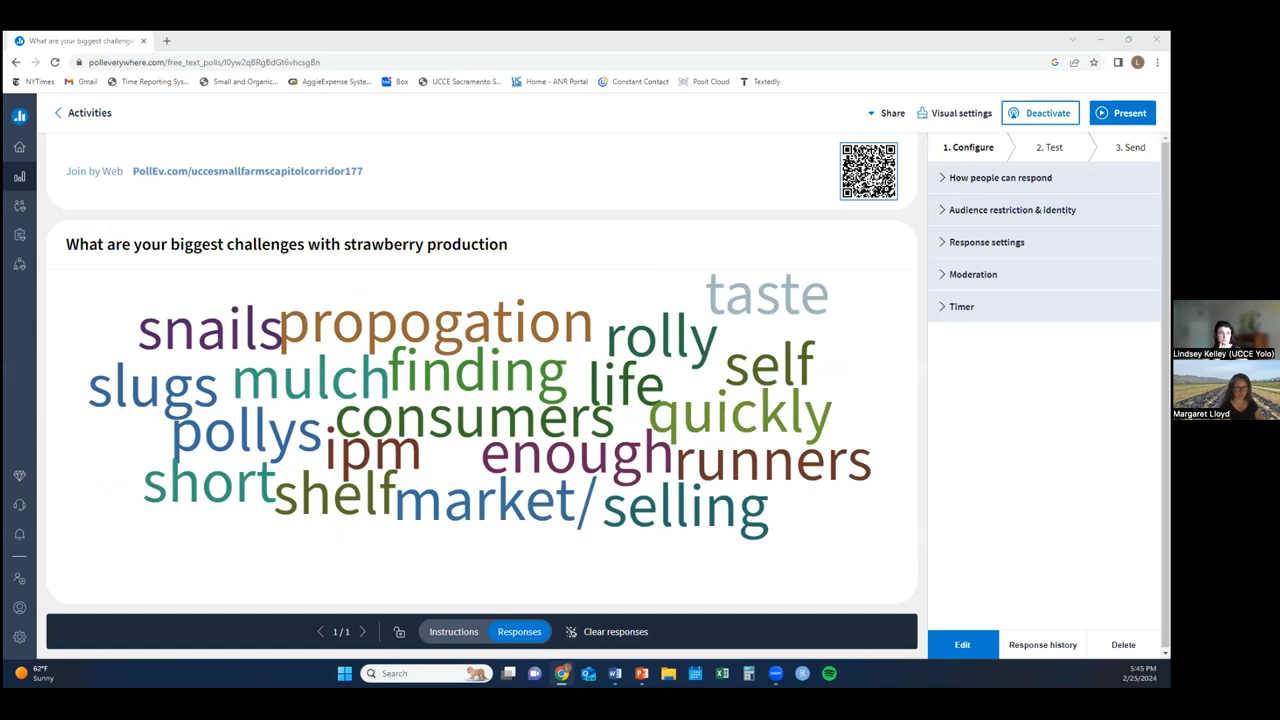 What are your biggest challeng
polleverywhere.com/free_text_polls/I0yw2qBRgBdGt6vhcsgBn
NYTimes
Gmail
Time Reporting Sy...
Small and Organic...
AggieExpense Syste...
Box
UCCE Sacramento S...
Home - ANR Portal
Constant Contact
Posit Cloud
Textedly
Activities
Share
Visual settings
Deactivate
Present
Join by Web PollEv.com/uccesmallfarmscapitolcorridor177
1. Configure
2. Test
3. Send
How people can respond
Audience restriction & identity
Response settings
Moderation
Timer
What are your biggest challenges with strawberry production
taste
snails
propogation
rolly
self
slugs
mulch
finding
life
quickly
pollys
consumers
ipm
enough
runners
short
shelf
market/
selling
Lindsey Kelley (UCCE Yolo)
Margaret Lloyd
1 / 1
Instructions
Responses
Clear responses
Edit
Response history
Delete
62°F
Sunny
Search
5:45 PM
2/25/2024